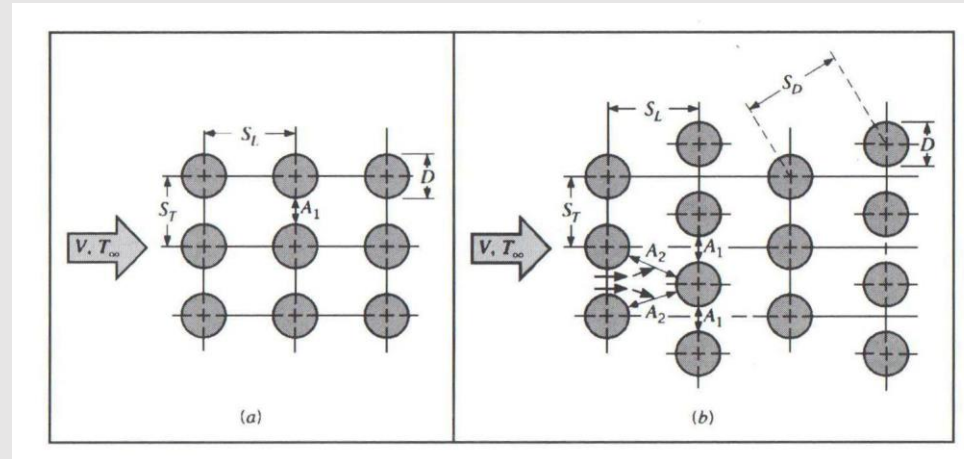 S_L
D
S_T
A_1
V, T_∞
(a)
S_D
S_L
D
S_T
A_2
A_1
V, T_∞
A_2
A_1
(b)